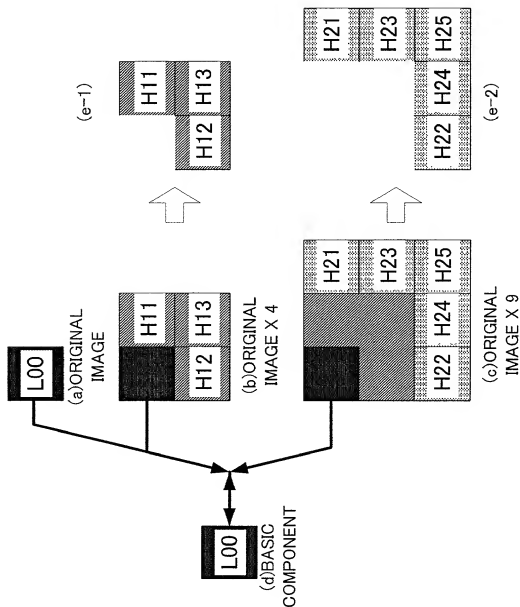 L00
(a)ORIGINAL
IMAGE
H11
H12 H13
(b)ORIGINAL
IMAGE X 4
(e-1)
H11
H12 H13
L00
(d)BASIC
COMPONENT
H21
H23
H22 H24 H25
(c)ORIGINAL
IMAGE X 9
H21
H23
H22 H24 H25
(e-2)